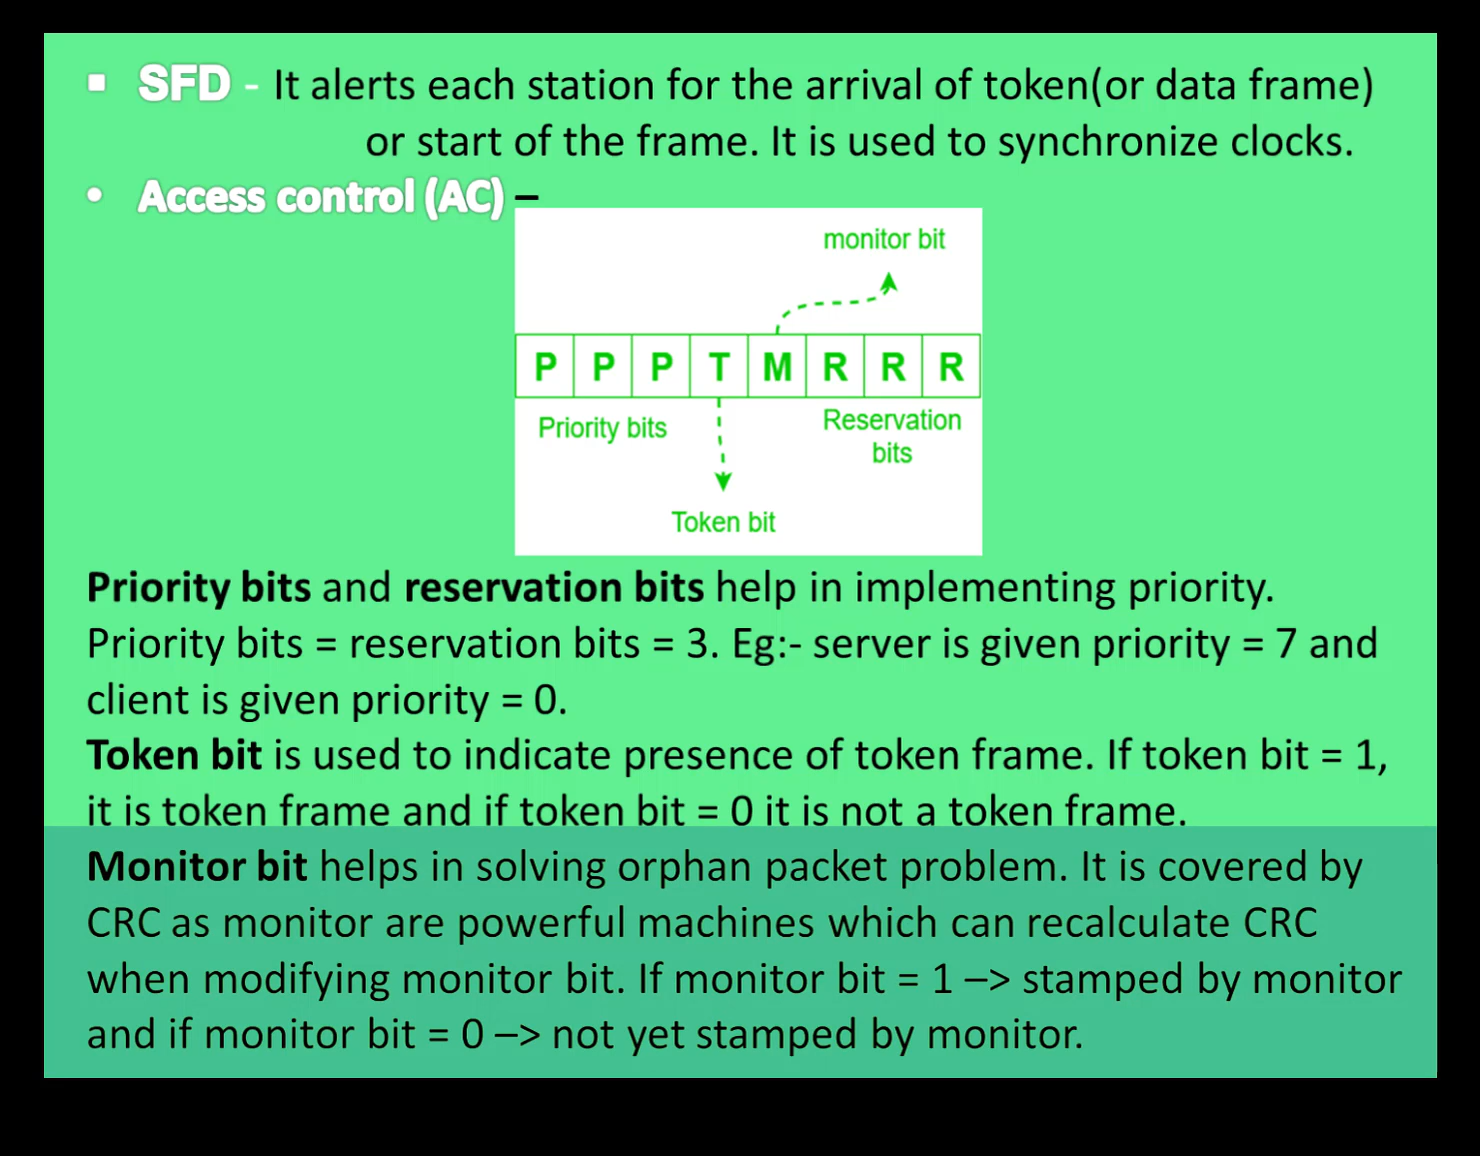 ▪ SFD - It alerts each station for the arrival of token(or data frame)
or start of the frame. It is used to synchronize clocks.
• Access control (AC) –
monitor bit
P P P T M R R R
Priority bits
Reservation
bits
Token bit
Priority bits and reservation bits help in implementing priority.
Priority bits = reservation bits = 3. Eg:- server is given priority = 7 and
client is given priority = 0.
Token bit is used to indicate presence of token frame. If token bit = 1,
it is token frame and if token bit = 0 it is not a token frame.
Monitor bit helps in solving orphan packet problem. It is covered by
CRC as monitor are powerful machines which can recalculate CRC
when modifying monitor bit. If monitor bit = 1 –> stamped by monitor
and if monitor bit = 0 –> not yet stamped by monitor.